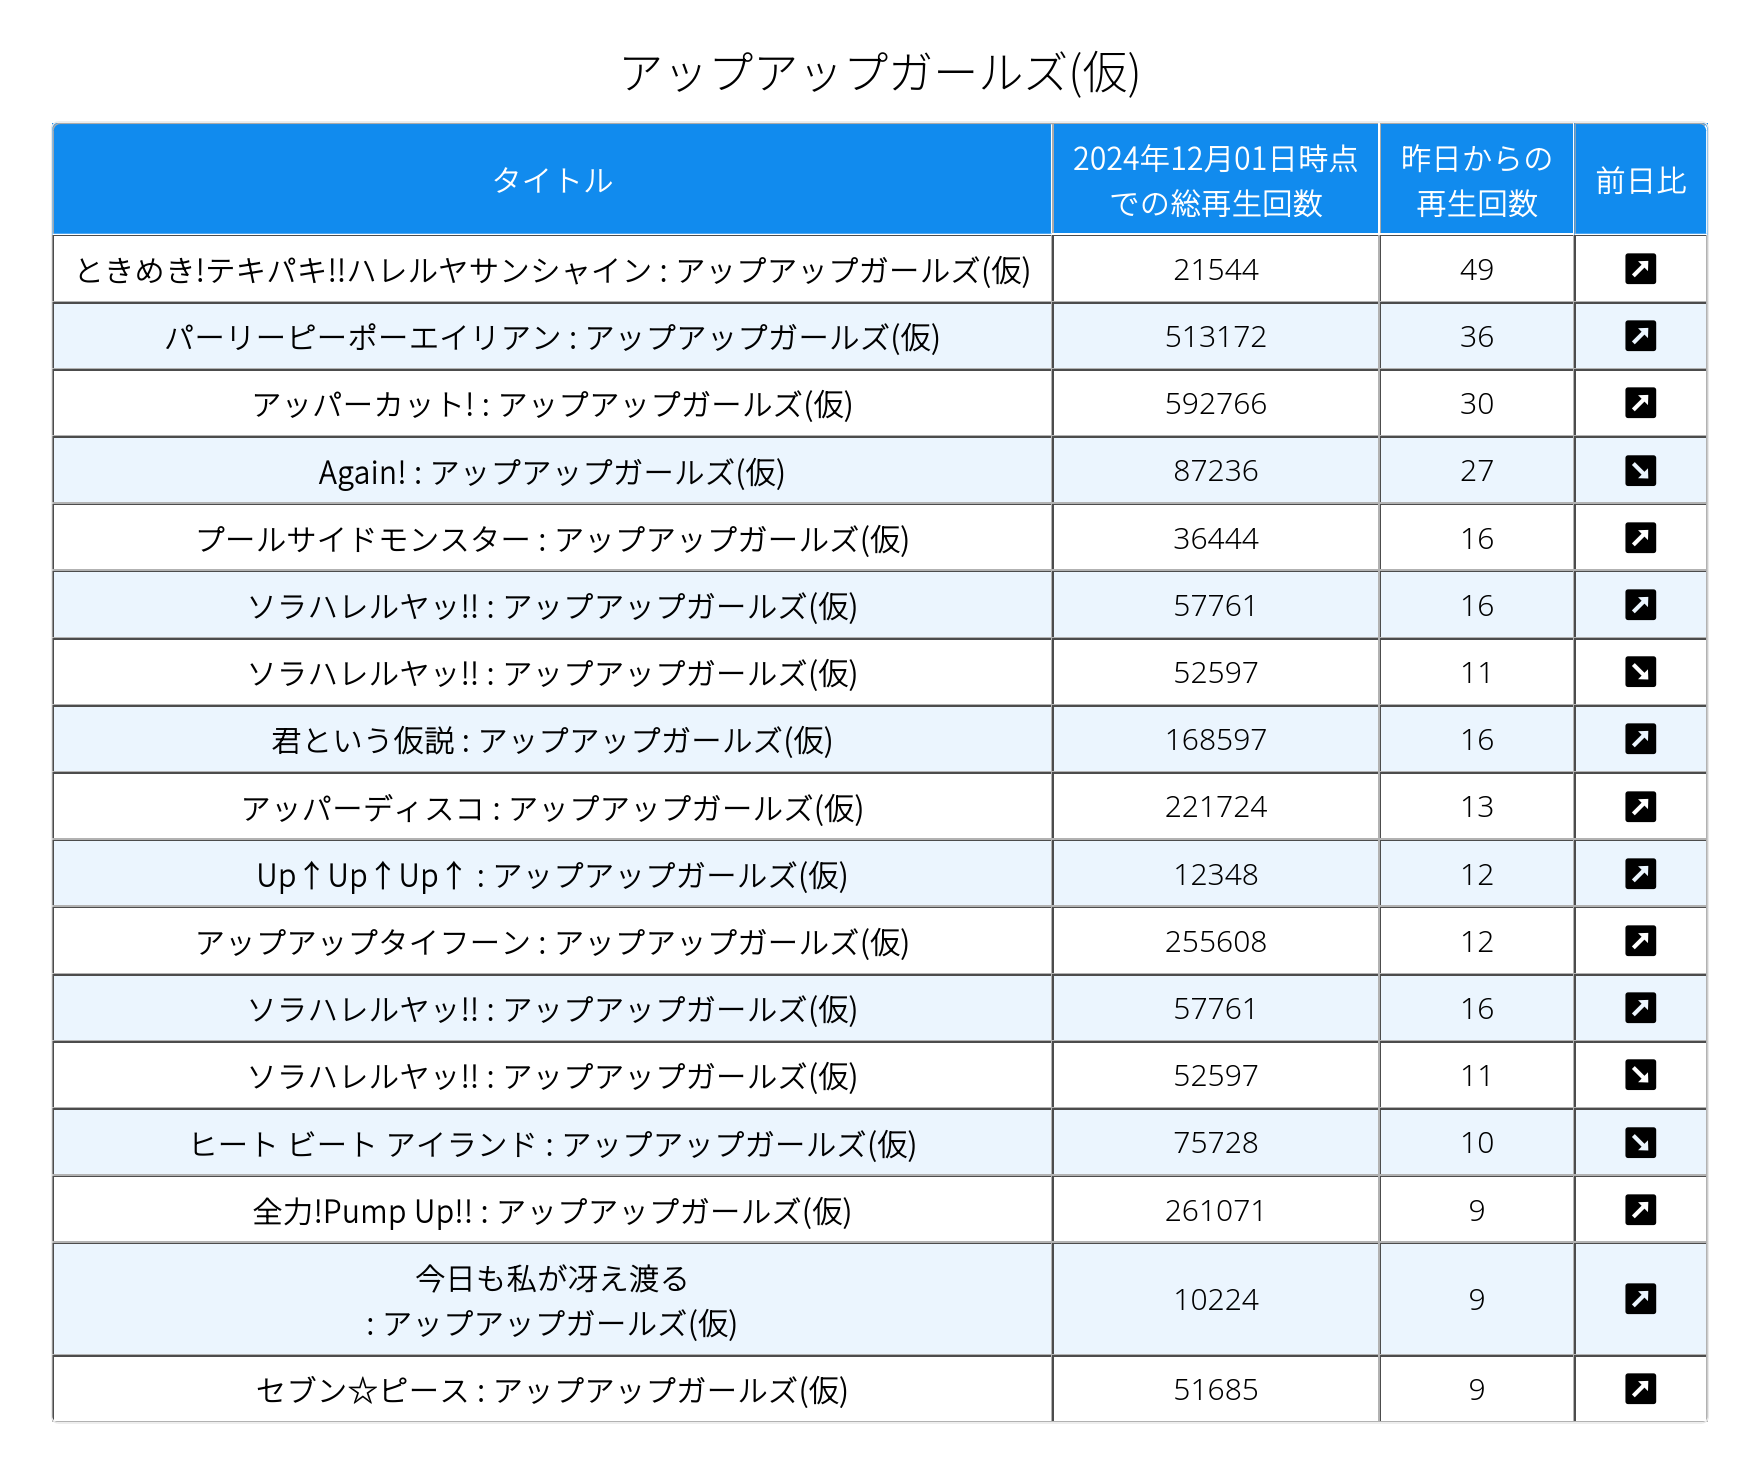 アップアップガールズ(仮)
タイトル 2024年12月01日時点での総再生回数 昨日からの再生回数 前日比
ときめき!テキパキ!!ハレルヤサンシャイン : アップアップガールズ(仮) 21544 49 ↗
パーリーピーポーエイリアン : アップアップガールズ(仮) 513172 36 ↗
アッパーカット! : アップアップガールズ(仮) 592766 30 ↗
Again! : アップアップガールズ(仮) 87236 27 ↘
プールサイドモンスター : アップアップガールズ(仮) 36444 16 ↗
ソラハレルヤッ!! : アップアップガールズ(仮) 57761 16 ↗
ソラハレルヤッ!! : アップアップガールズ(仮) 52597 11 ↘
君という仮説 : アップアップガールズ(仮) 168597 16 ↗
アッパーディスコ : アップアップガールズ(仮) 221724 13 ↗
Up↑Up↑Up↑ : アップアップガールズ(仮) 12348 12 ↗
アップアップタイフーン : アップアップガールズ(仮) 255608 12 ↗
ソラハレルヤッ!! : アップアップガールズ(仮) 57761 16 ↗
ソラハレルヤッ!! : アップアップガールズ(仮) 52597 11 ↘
ヒート ビート アイランド : アップアップガールズ(仮) 75728 10 ↘
全力!Pump Up!! : アップアップガールズ(仮) 261071 9 ↗
今日も私が冴え渡る
: アップアップガールズ(仮) 10224 9 ↗
セブン☆ピース : アップアップガールズ(仮) 51685 9 ↗